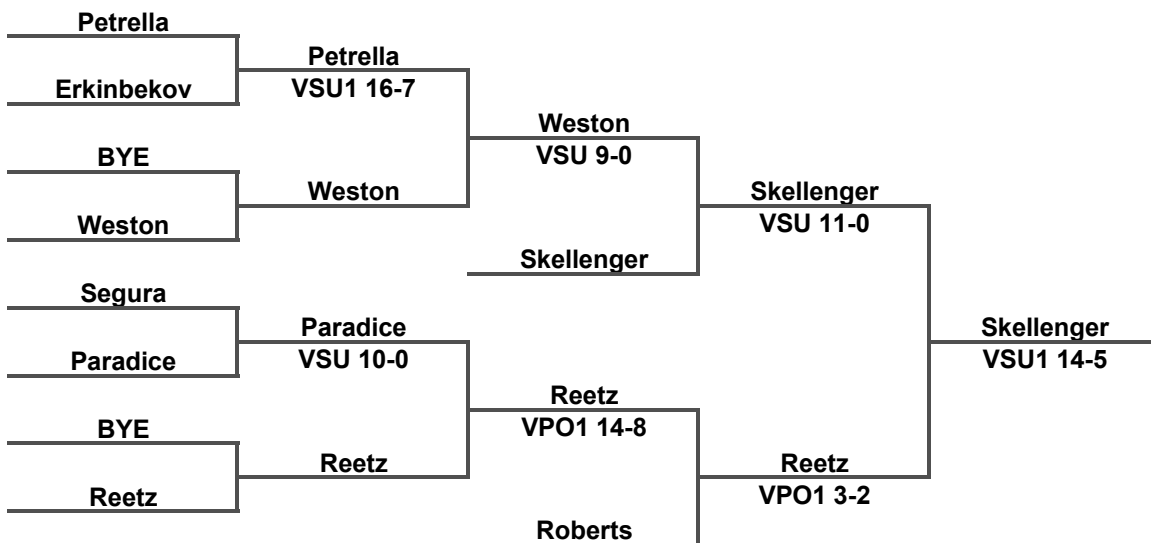 Petrella
Petrella
VSU1 16-7
Erkinbekov
Weston
VSU 9-0
BYE
Weston
Weston
Skellenger
VSU 11-0
Skellenger
Segura
Paradice
VSU 10-0
Skellenger
VSU1 14-5
Paradice
Reetz
VPO1 14-8
BYE
Reetz
Reetz
VPO1 3-2
Reetz
Roberts